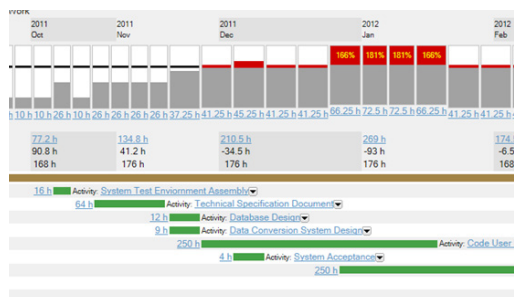 Work
2011 2011 2011 2012 2012
Oct Nov Dec Jan Feb
166% 181% 181% 166%
10 h 10 h 26 h 10 h 26 h 26 h 26 h 26 h 37.25 h 41.25 h 45.25 h 41.25 h 41.25 h 66.25 h 72.5 h 72.5 h 66.25 h 41.25 h 41.25 h
77.2 h 134.8 h 210.5 h 269 h 174.
90.8 h 41.2 h -34.5 h -93 h -6.5
168 h 176 h 176 h 176 h 168
16 h Activity: System Test Enviornment Assembly
64 h Activity: Technical Specification Document
12 h Activity: Database Design
9 h Activity: Data Conversion System Design
250 h Activity: Code User
4 h Activity: System Acceptance
250 h